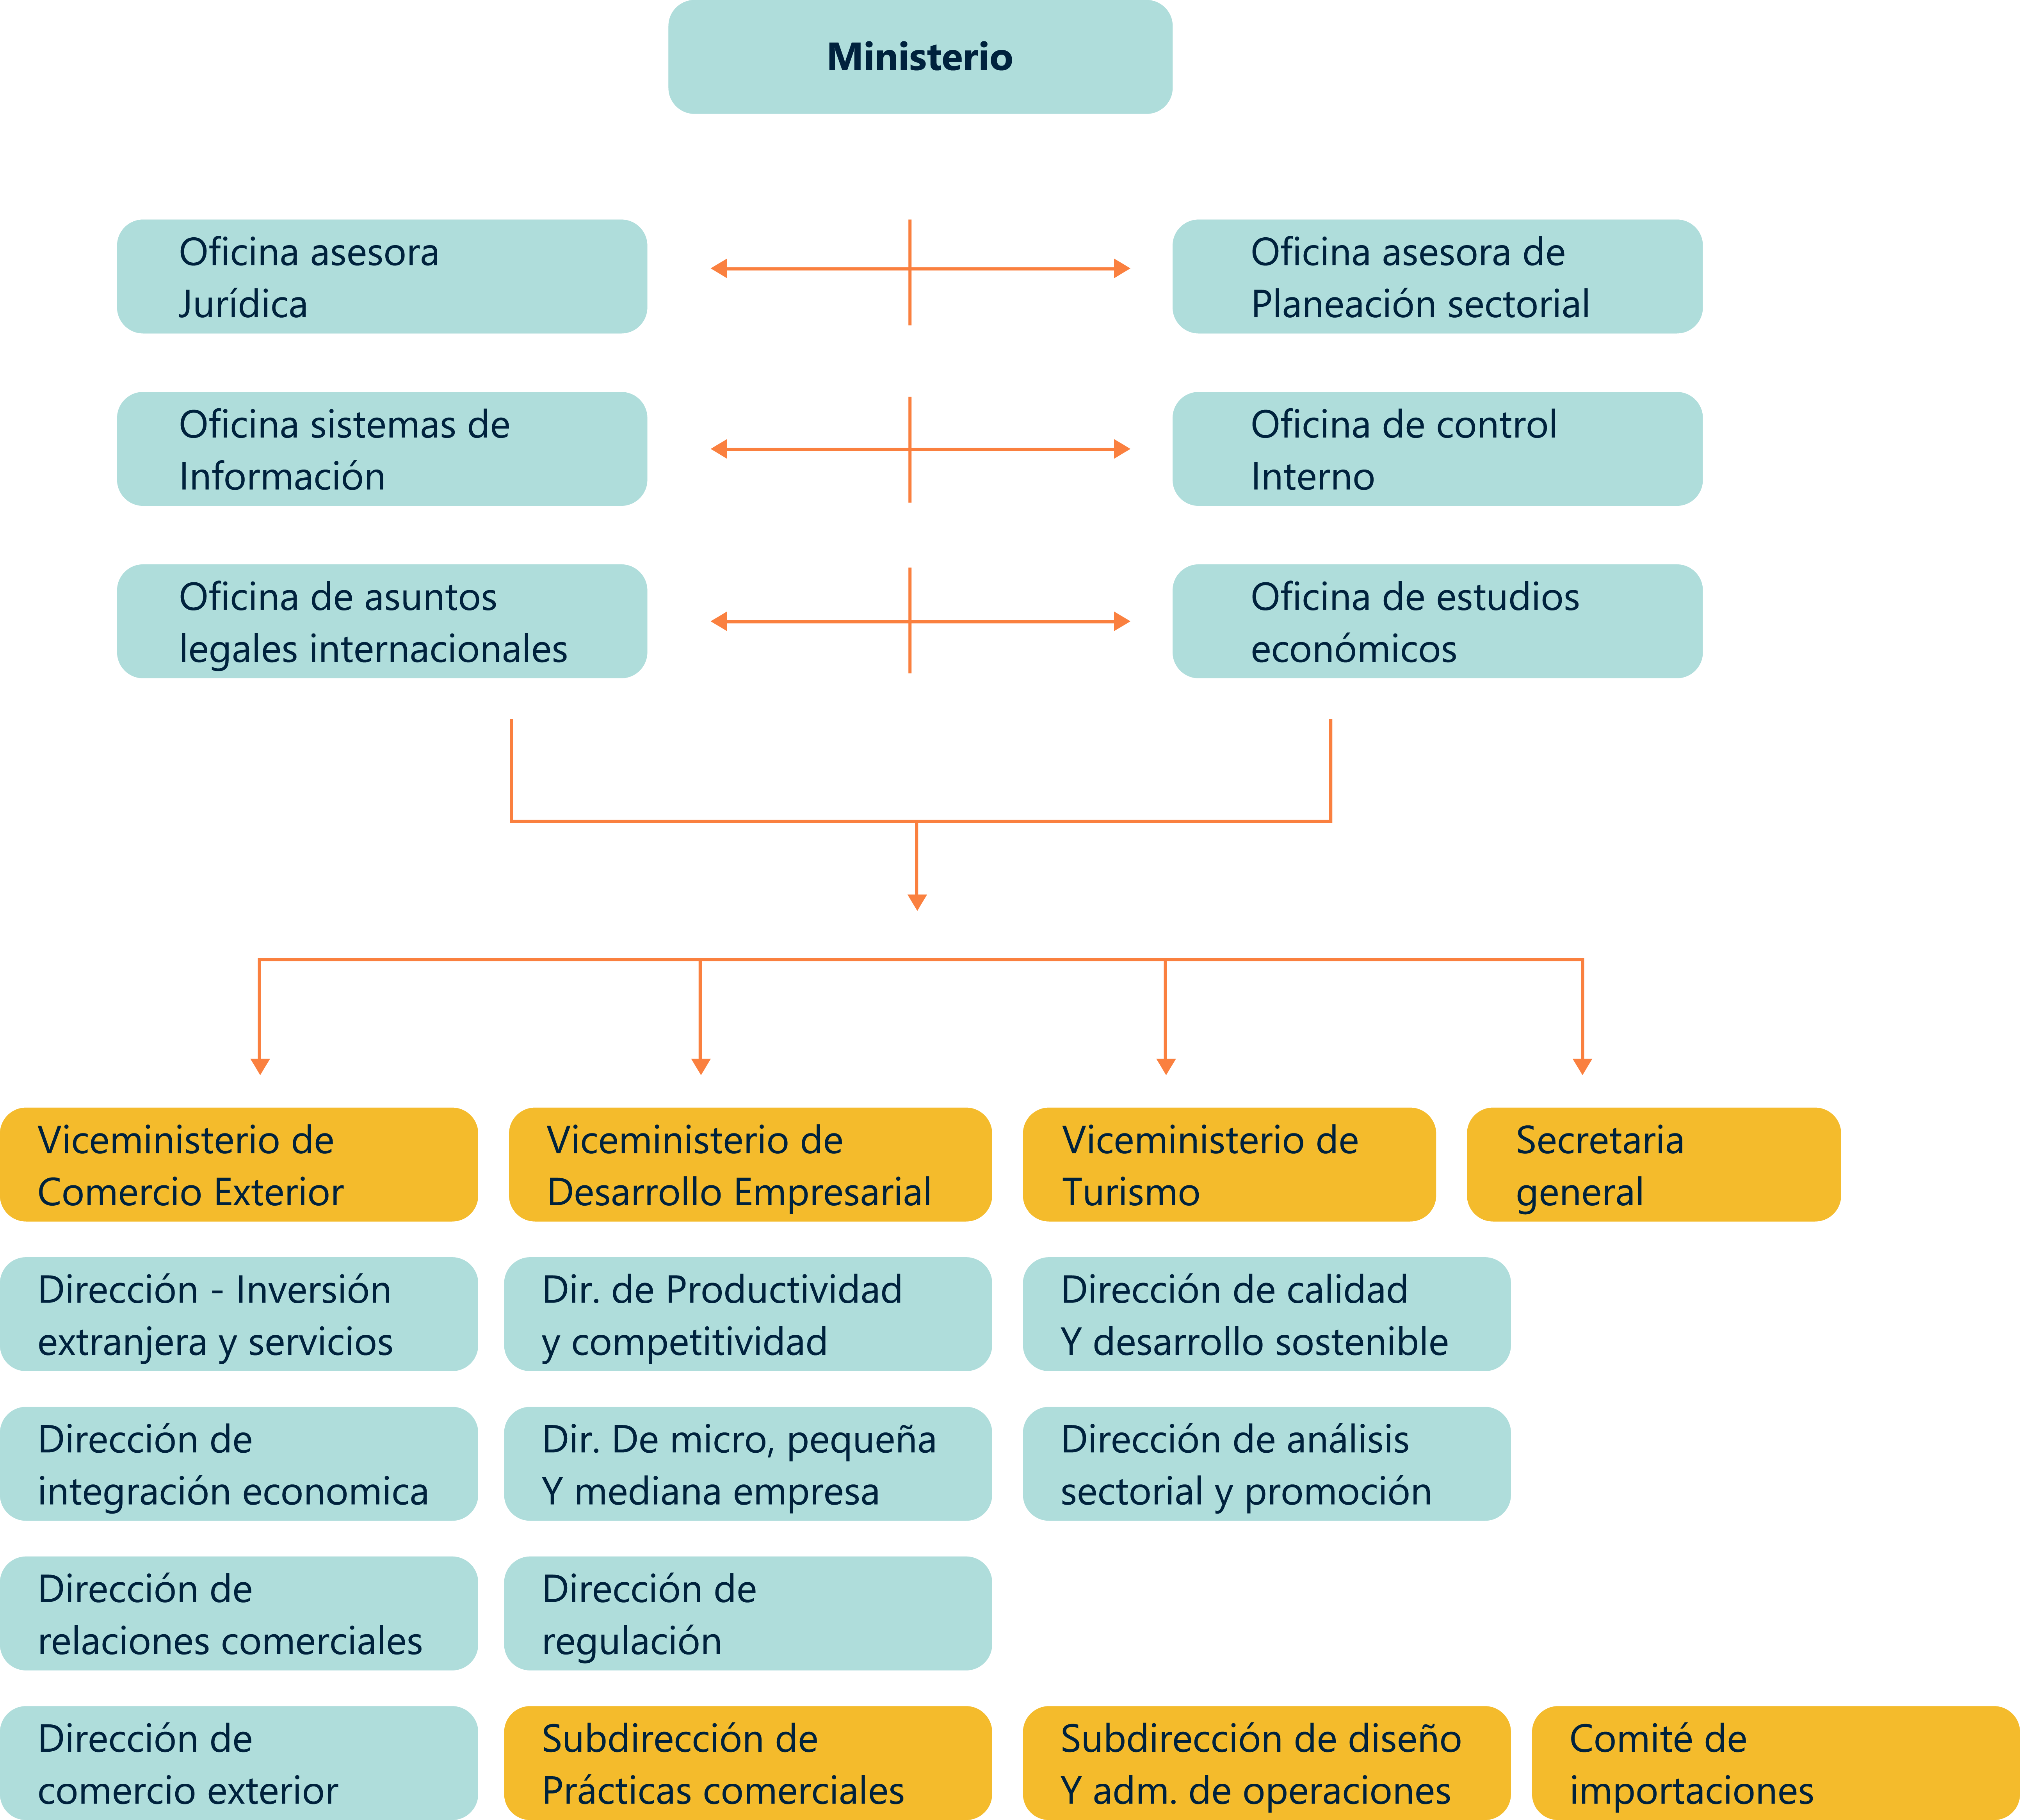 Ministerio
Oficina asesora
Jurídica
Oficina asesora de
Planeación sectorial
Oficina sistemas de
Información
Oficina de control
Interno
Oficina de asuntos
legales internacionales
Oficina de estudios
económicos
Viceministerio de
Comercio Exterior
Viceministerio de
Desarrollo Empresarial
Viceministerio de
Turismo
Secretaria
general
Dirección - Inversión
extranjera y servicios
Dir. de Productividad
y competitividad
Dirección de calidad
Y desarrollo sostenible
Dirección de
integración economica
Dir. De micro, pequeña
Y mediana empresa
Dirección de análisis
sectorial y promoción
Dirección de
relaciones comerciales
Dirección de
regulación
Dirección de
comercio exterior
Subdirección de
Prácticas comerciales
Subdirección de diseño
Y adm. de operaciones
Comité de
importaciones